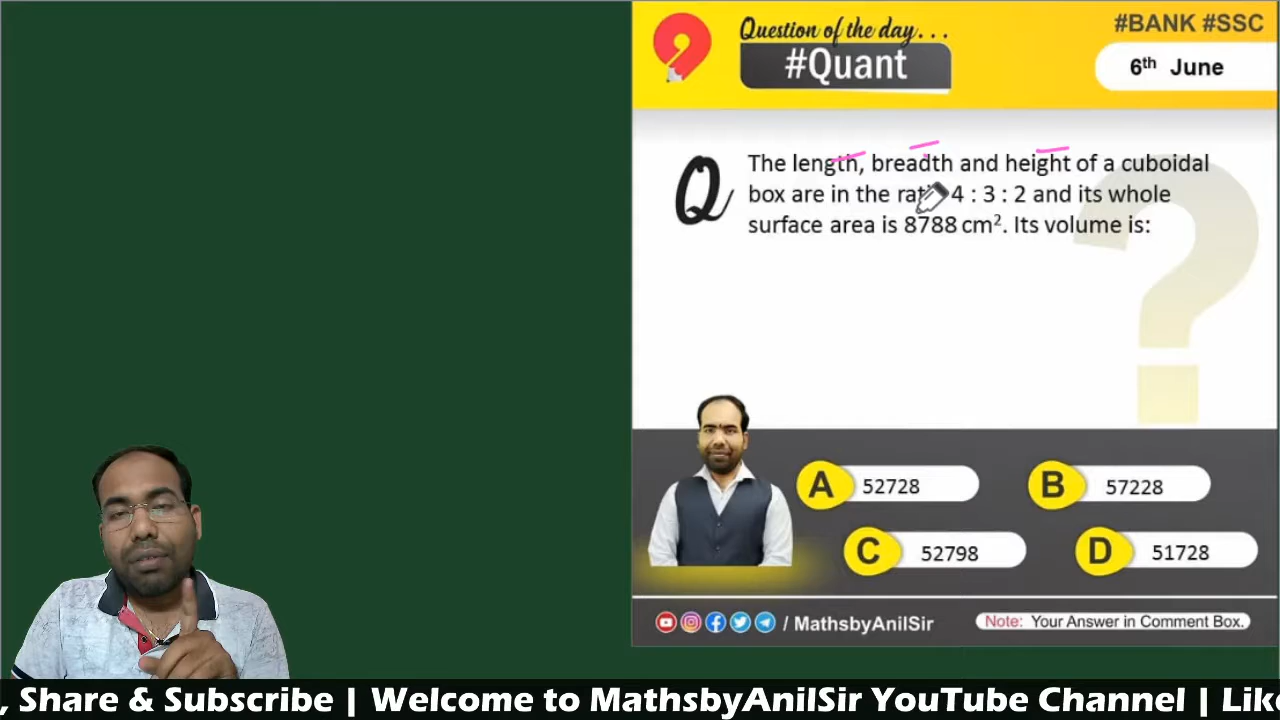 Question of the day...
#Quant
#BANK #SSC
6th June
Q
The length, breadth and height of a cuboidal
box are in the 4 : 3 : 2 and its whole
surface area is 8788 cm². Its volume is:
A 52728
B 57228
C 52798
D 51728
/ MathsbyAnilSir
Note: Your Answer in Comment Box.
, Share & Subscribe | Welcome to MathsbyAnilSir YouTube Channel | Like